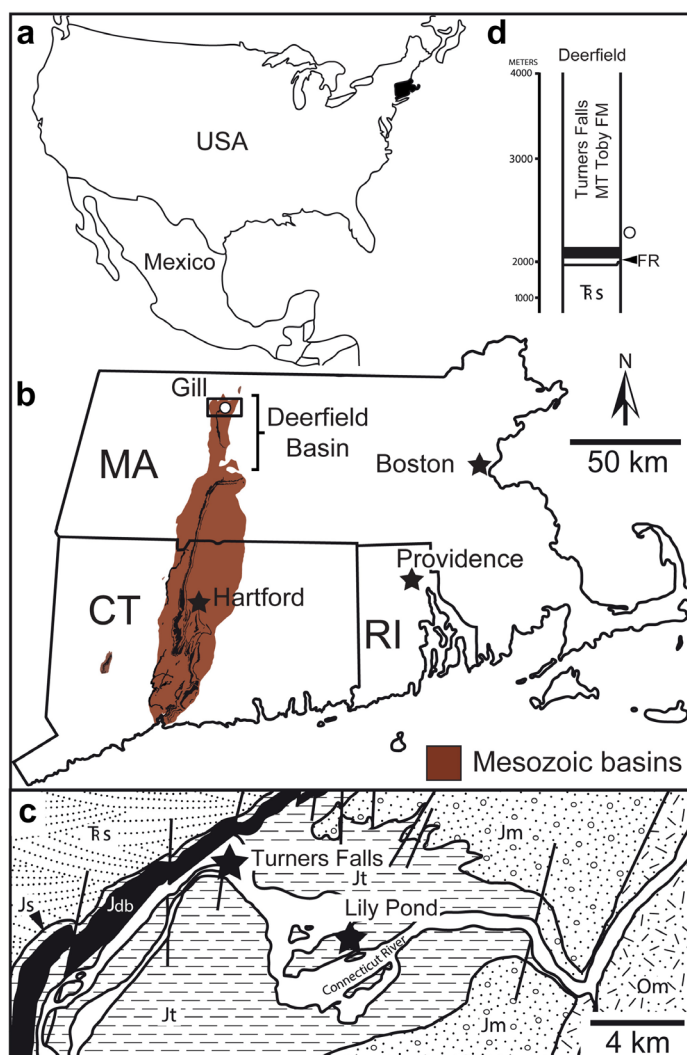 a
USA
Mexico
d
Deerfield
METERS
4000
3000
2000
1000
Turners Falls
MT Toby FM
FR
TRs
b
Gill
Deerfield
Basin
MA
Boston
N
50 km
Providence
CT
Hartford
RI
Mesozoic basins
c
TRs
Jm
Turners Falls
Jt
Js
Jdb
Lily Pond
Connecticut River
Jt
Jm
Om
4 km